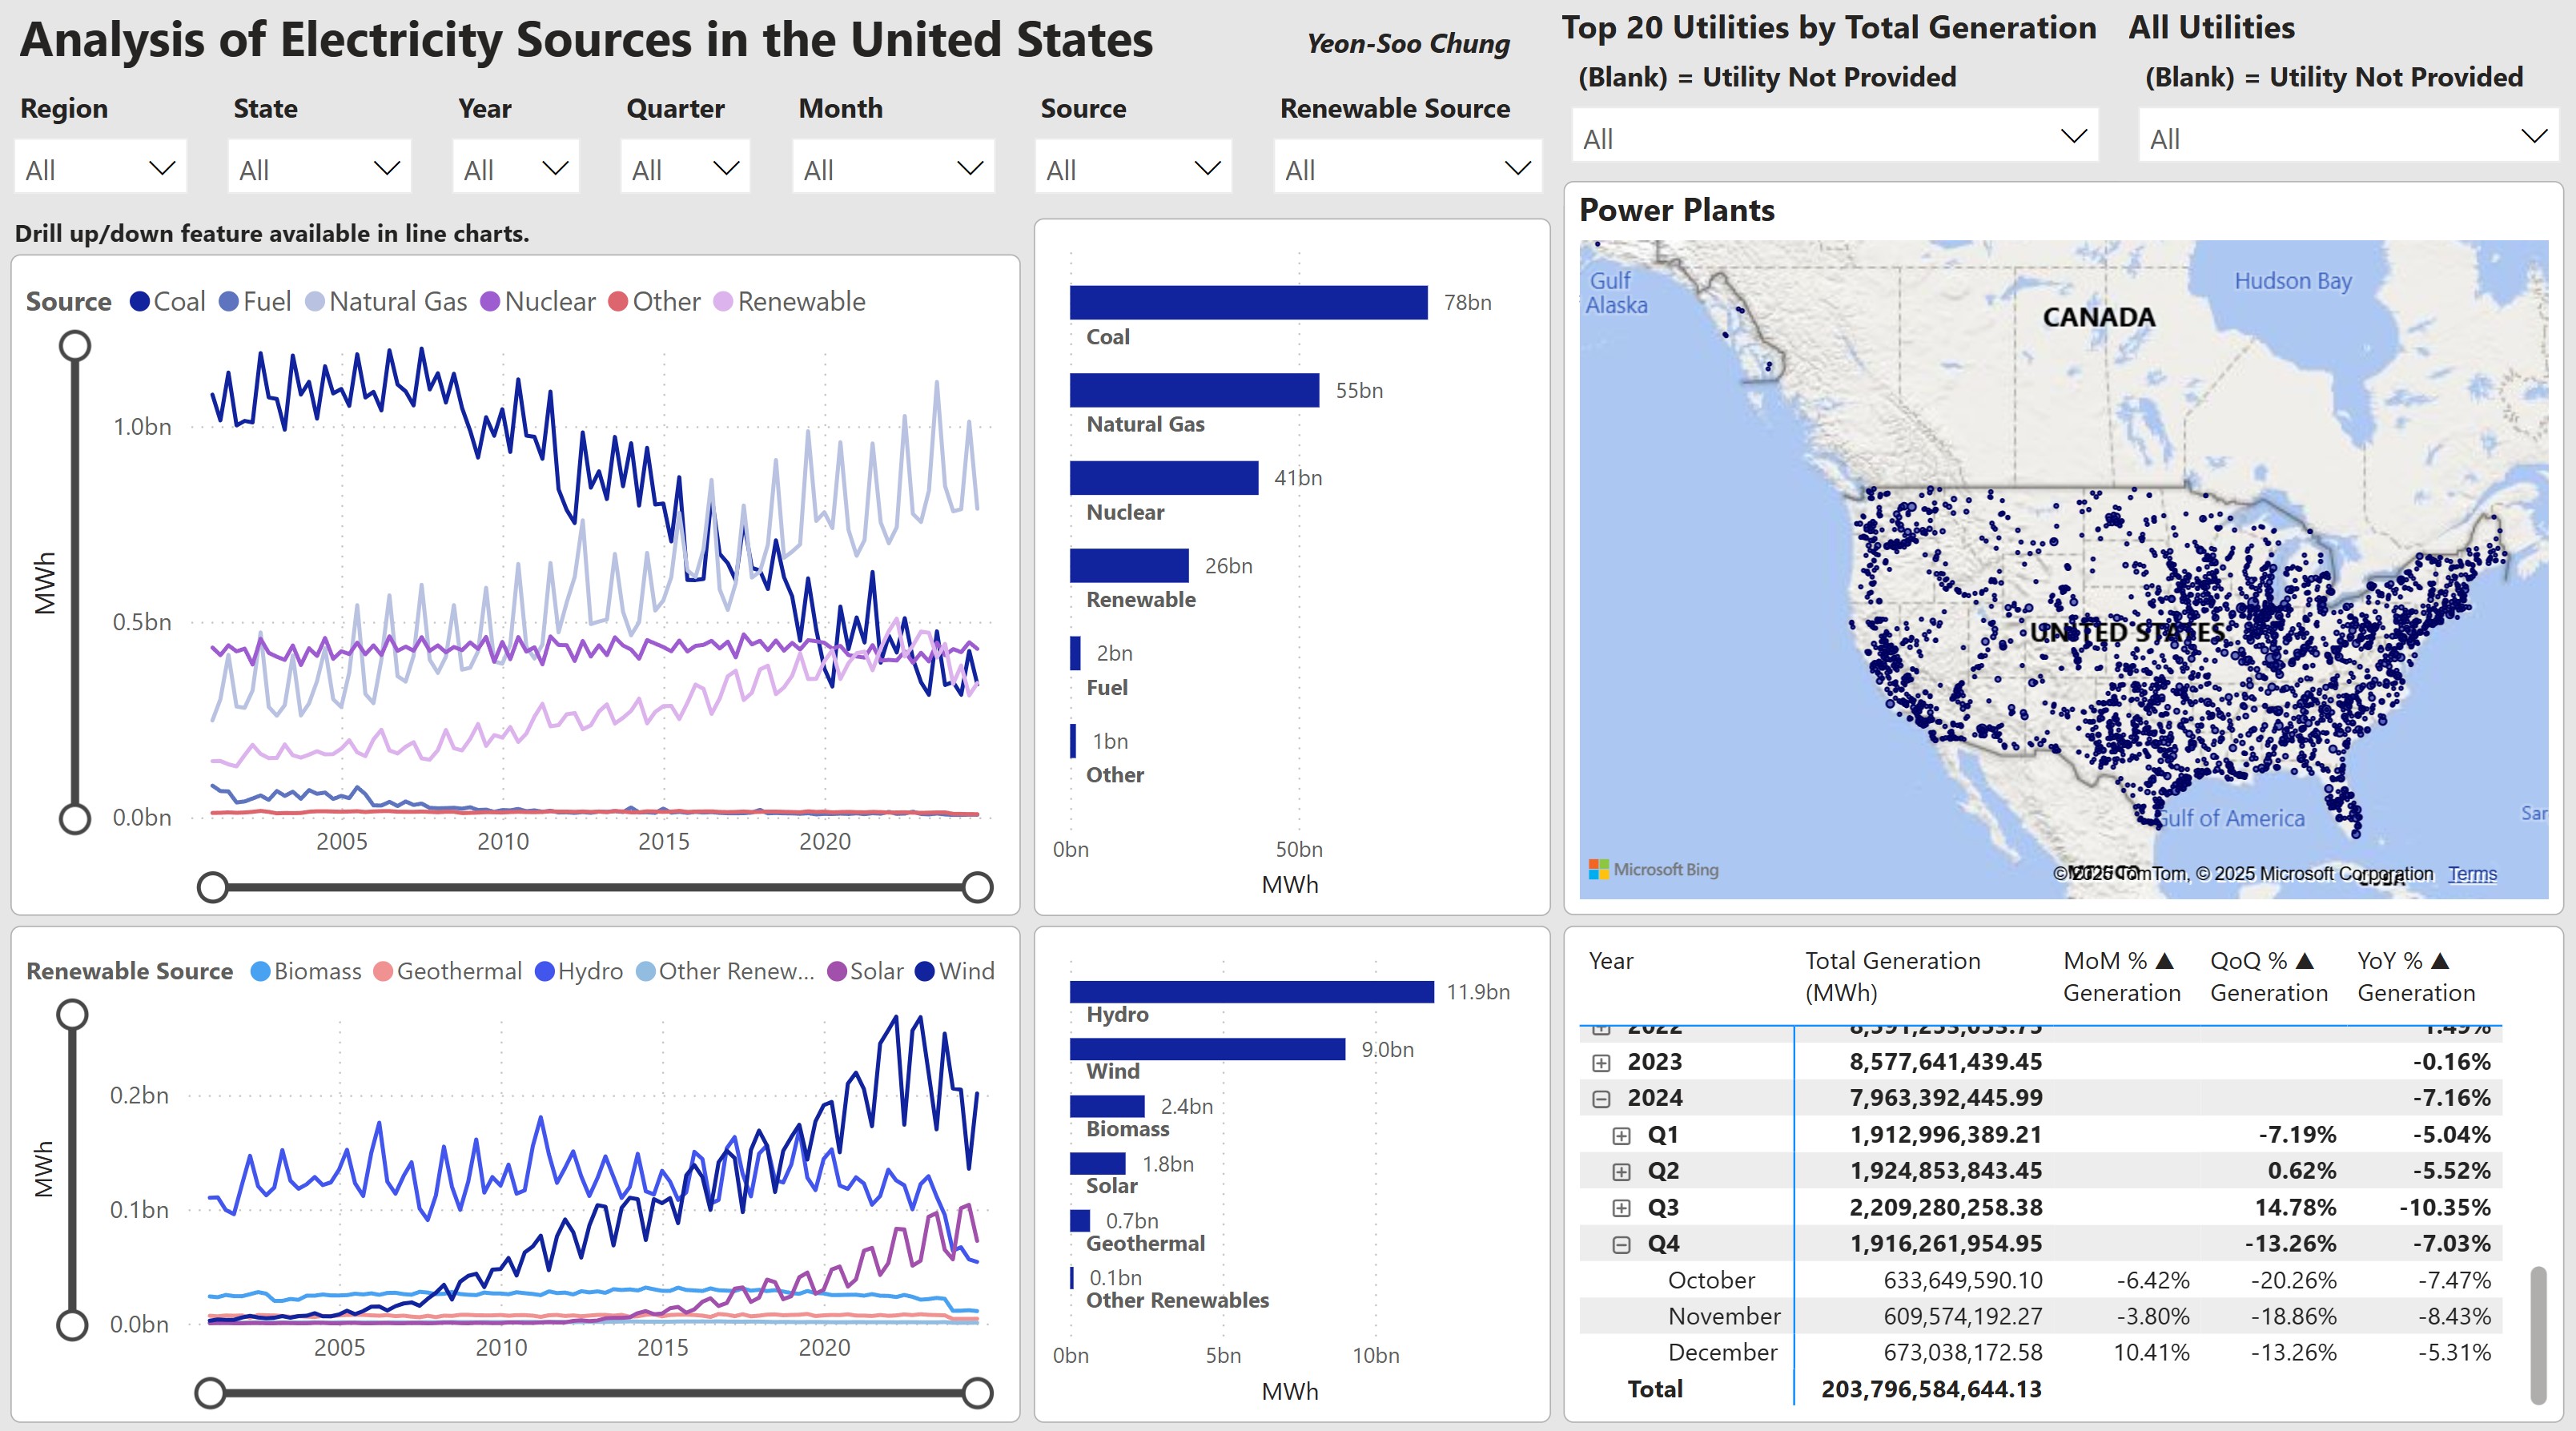 Analysis of Electricity Sources in the United States
Yeon-Soo Chung
Top 20 Utilities by Total Generation
(Blank) = Utility Not Provided
All
All Utilities
(Blank) = Utility Not Provided
All
Region
All
State
All
Year
All
Quarter
All
Month
All
Source
All
Renewable Source
All
Drill up/down feature available in line charts.
Source Coal Fuel Natural Gas Nuclear Other Renewable
MWh
1.0bn
0.5bn
0.0bn
2005 2010 2015 2020
78bn
Coal
55bn
Natural Gas
41bn
Nuclear
26bn
Renewable
2bn
Fuel
1bn
Other
0bn 50bn
MWh
Power Plants
Gulf
Alaska
Hudson Bay
CANADA
UNITED STATES
Gulf of America
Sar
MEXICO
CUBA
Microsoft Bing
© 2025 TomTom, © 2025 Microsoft Corporation Terms
Renewable Source Biomass Geothermal Hydro Other Renew... Solar Wind
MWh
0.2bn
0.1bn
0.0bn
2005 2010 2015 2020
11.9bn
Hydro
9.0bn
Wind
2.4bn
Biomass
1.8bn
Solar
0.7bn
Geothermal
0.1bn
Other Renewables
0bn 5bn 10bn
MWh
Year Total Generation (MWh) MoM % ▲ Generation QoQ % ▲ Generation YoY % ▲ Generation
2022 8,591,253,053.75 1.49%
2023 8,577,641,439.45 -0.16%
2024 7,963,392,445.99 -7.16%
Q1 1,912,996,389.21 -7.19% -5.04%
Q2 1,924,853,843.45 0.62% -5.52%
Q3 2,209,280,258.38 14.78% -10.35%
Q4 1,916,261,954.95 -13.26% -7.03%
October 633,649,590.10 -6.42% -20.26% -7.47%
November 609,574,192.27 -3.80% -18.86% -8.43%
December 673,038,172.58 10.41% -13.26% -5.31%
Total 203,796,584,644.13